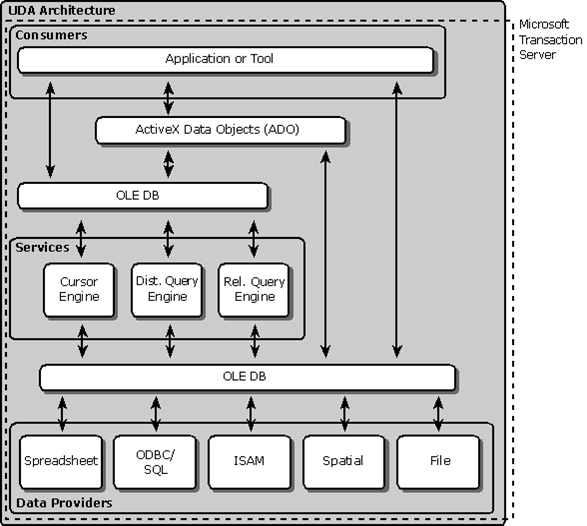 UDA Architecture
Microsoft
Transaction
Server
Consumers
Application or Tool
ActiveX Data Objects (ADO)
OLE DB
Services
Cursor
Engine
Dist. Query
Engine
Rel. Query
Engine
OLE DB
Spreadsheet
ODBC/
SQL
ISAM
Spatial
File
Data Providers